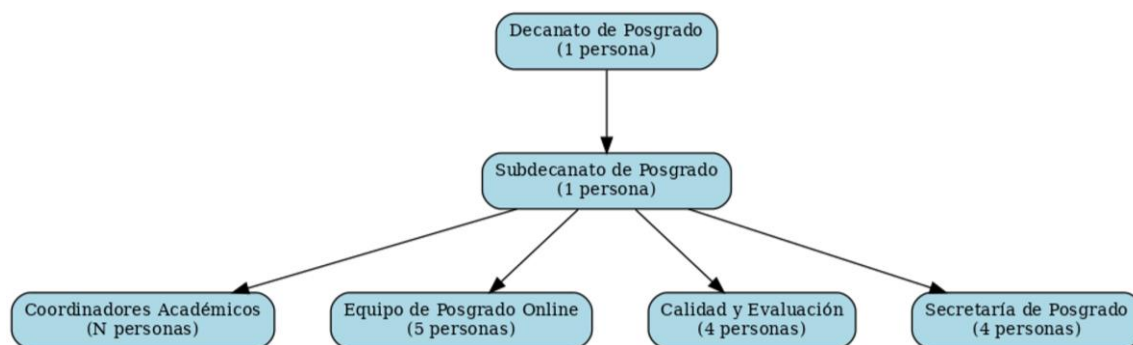 Decanato de Posgrado
(1 persona)
Subdecanato de Posgrado
(1 persona)
Coordinadores Académicos
(N personas)
Equipo de Posgrado Online
(5 personas)
Calidad y Evaluación
(4 personas)
Secretaría de Posgrado
(4 personas)